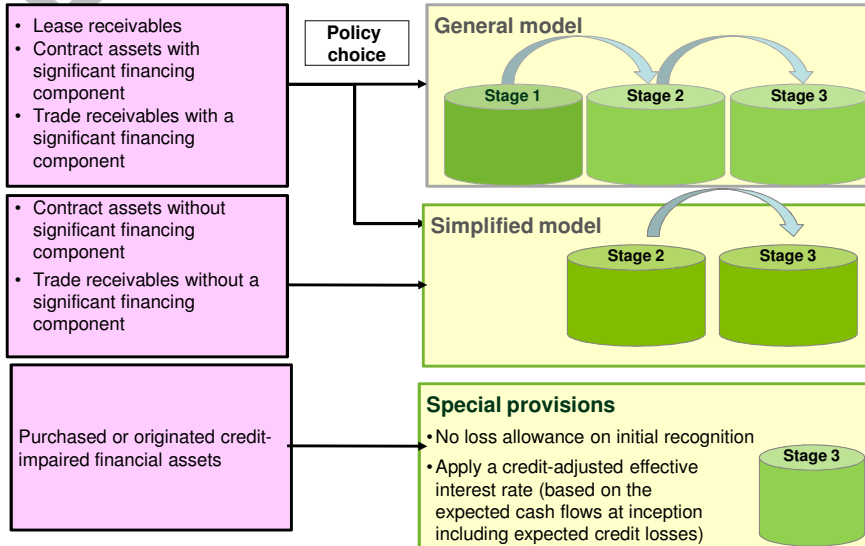 • Lease receivables
• Contract assets with
significant financing
component
• Trade receivables with a
significant financing
component
Policy
choice
General model
Stage 1
Stage 2
Stage 3
• Contract assets without
significant financing
component
• Trade receivables without a
significant financing
component
Simplified model
Stage 2
Stage 3
Purchased or originated credit-
impaired financial assets
Special provisions
• No loss allowance on initial recognition
• Apply a credit-adjusted effective
interest rate (based on the
expected cash flows at inception
including expected credit losses)
Stage 3